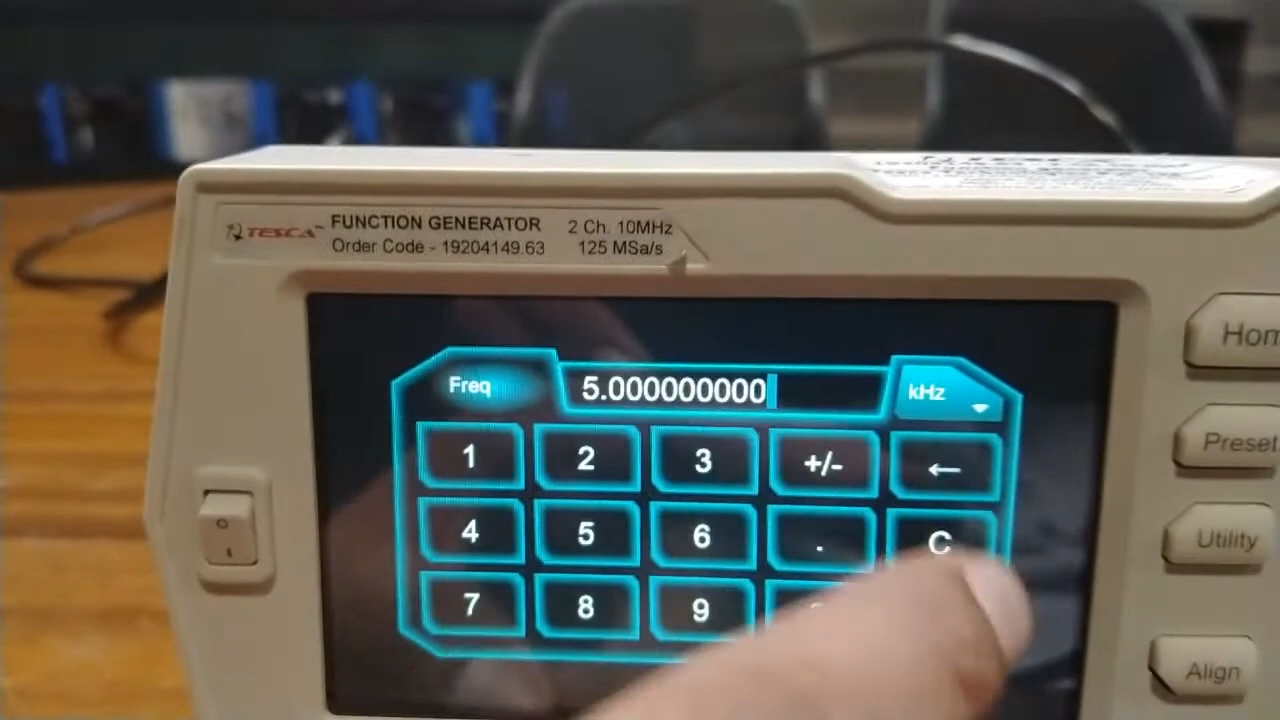 TESCA
FUNCTION GENERATOR
2 Ch. 10MHz
Order Code - 19204149.63
125 MSa/s
Freq
5.000000000
kHz
1
2
3
+/-
←
4
5
6
.
C
7
8
9
Preset
Utility
Align
O
I